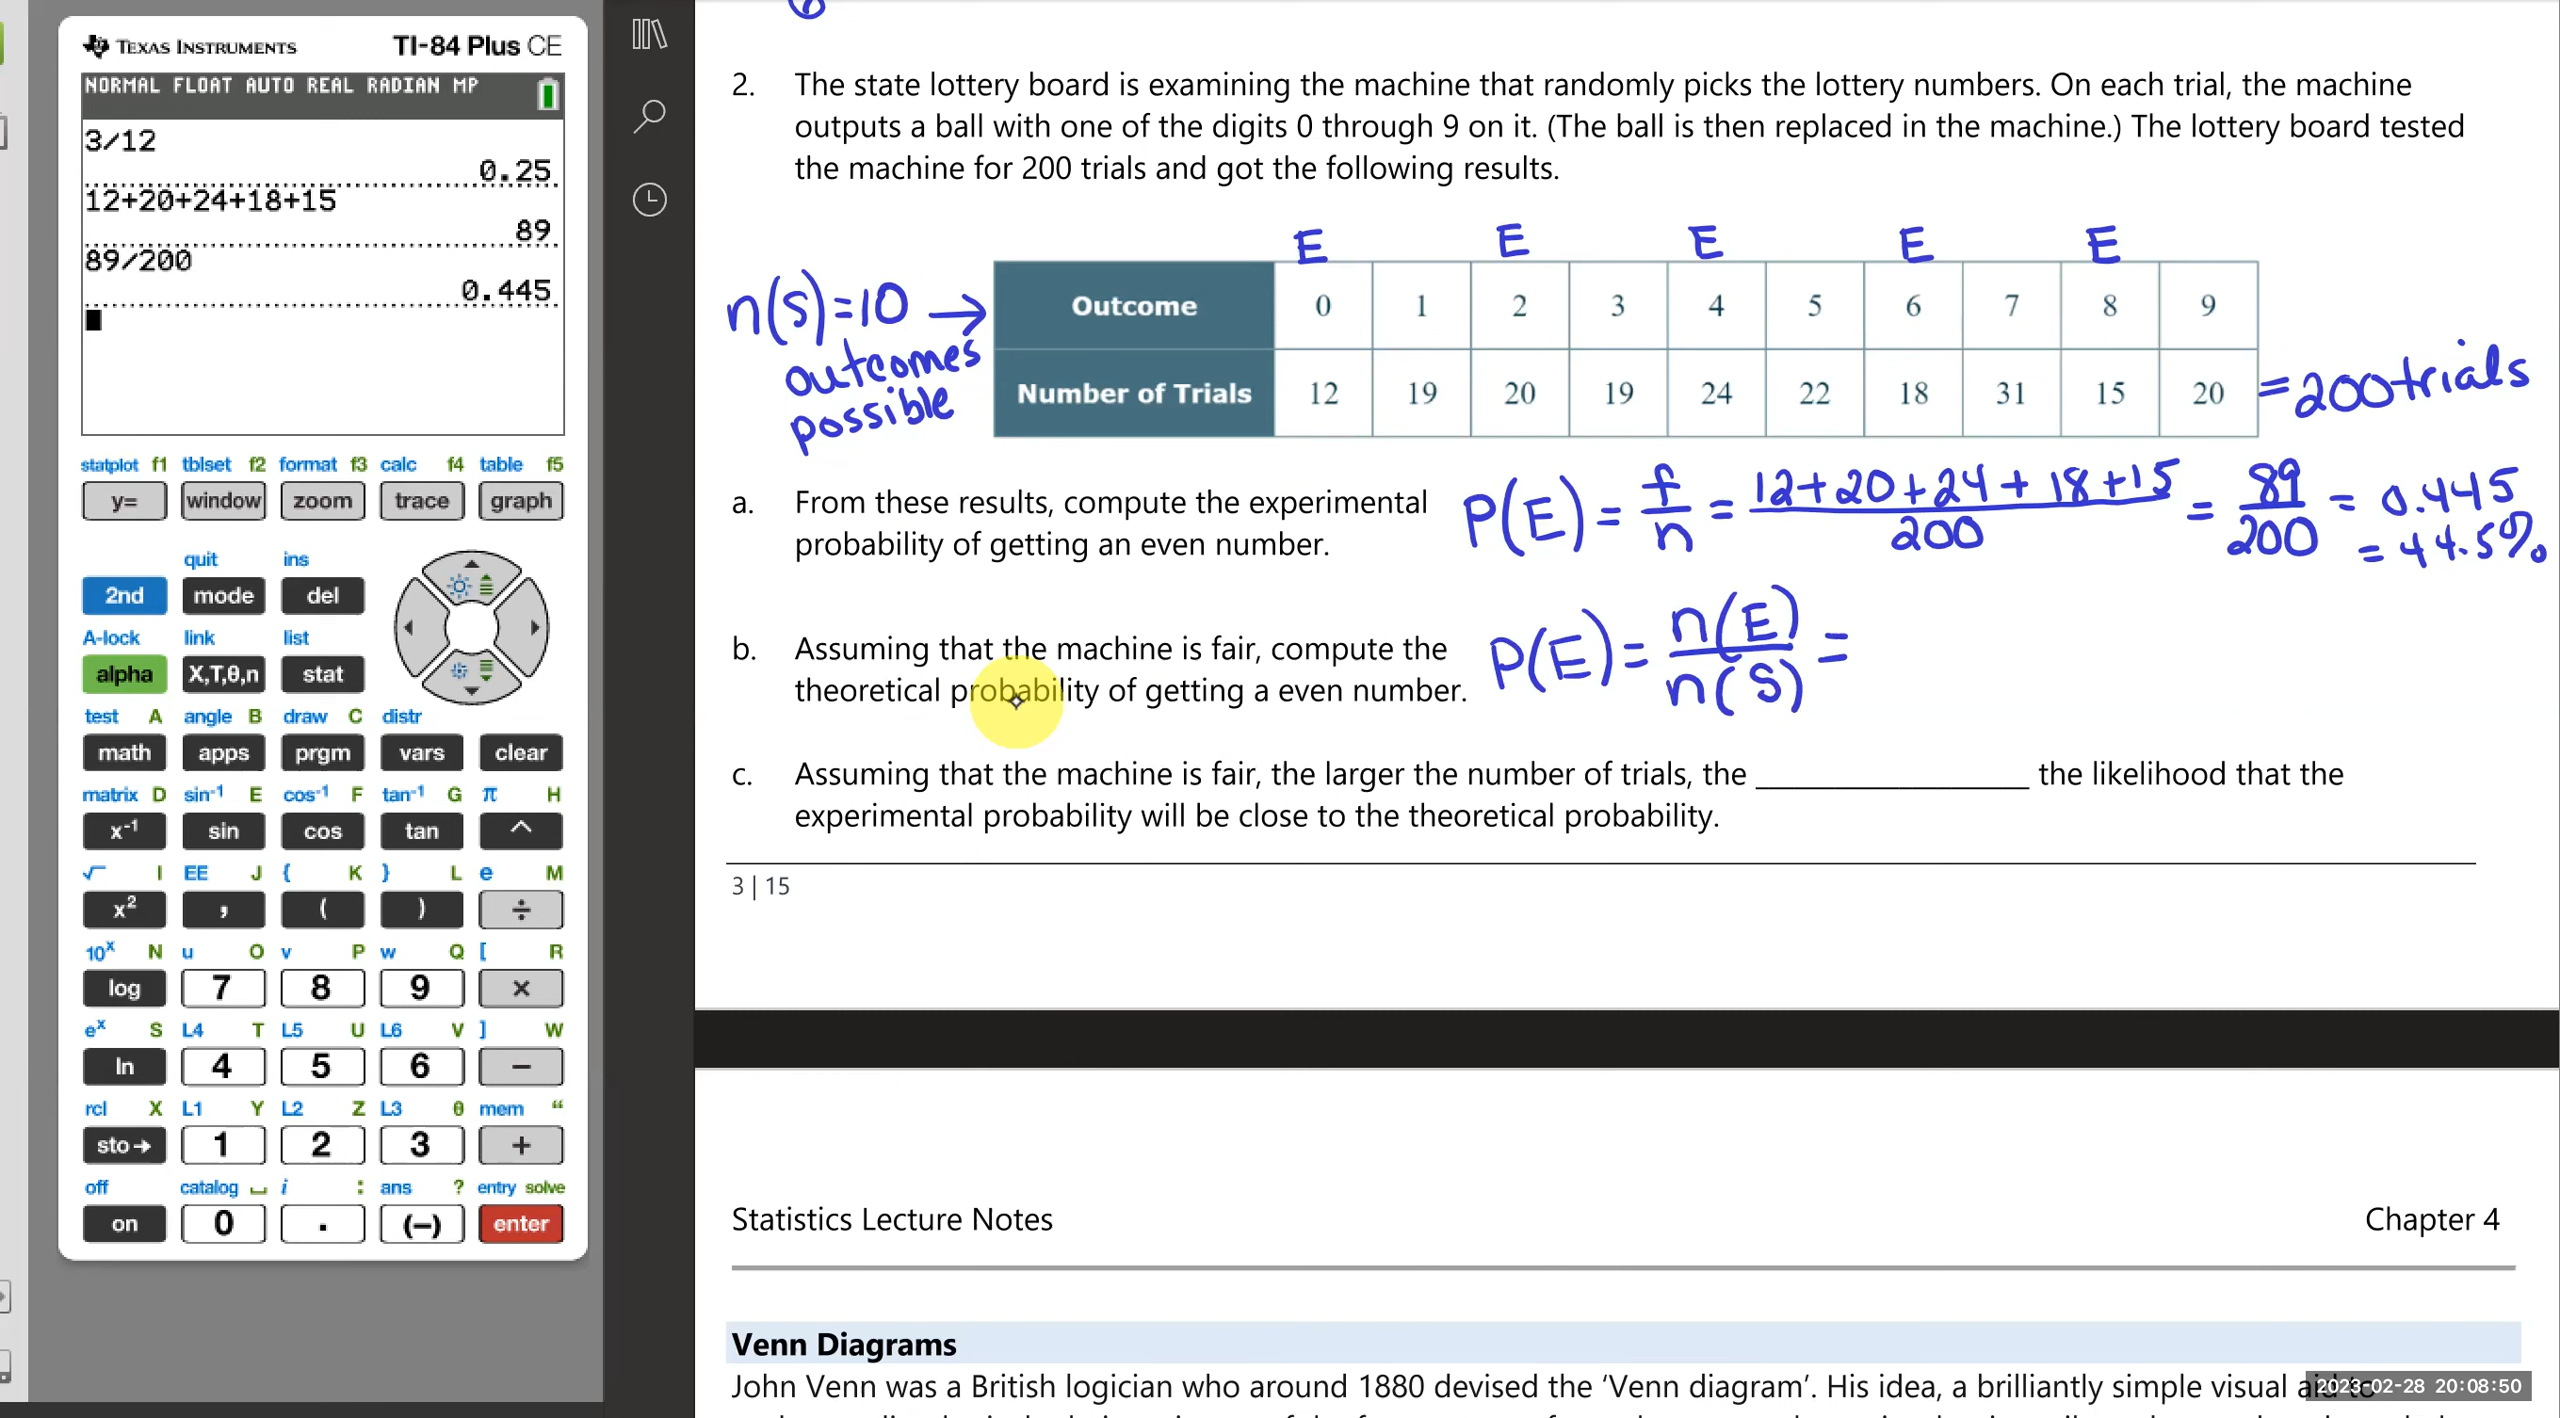 TEXAS INSTRUMENTS TI-84 Plus CE
NORMAL FLOAT AUTO REAL RADIAN MP
3/12
0.25
12+20+24+18+15
89
89/200
0.445
statplot f1 tblset f2 format f3 calc f4 table f5
y= window zoom trace graph
quit ins
2nd mode del
A-lock link list
alpha X,T,θ,n stat
test A angle B draw C distr
math apps prgm vars clear
matrix D sin-1 E cos-1 F tan-1 G π H
x-1 sin cos tan ^
√ I EE J { K } L e M
x2 , ( ) ÷
10x N u O v P w Q [ R
log 7 8 9 ×
ex S L4 T L5 U L6 V ] W
ln 4 5 6 −
rcl X L1 Y L2 Z L3 θ mem “
sto→ 1 2 3 +
off catalog ⎵ i : ans ? entry solve
on 0 . (−) enter
2. The state lottery board is examining the machine that randomly picks the lottery numbers. On each trial, the machine
outputs a ball with one of the digits 0 through 9 on it. (The ball is then replaced in the machine.) The lottery board tested
the machine for 200 trials and got the following results.
E E E E E
n(S)=10 →
outcomes
possible
Outcome 0 1 2 3 4 5 6 7 8 9
Number of Trials 12 19 20 19 24 22 18 31 15 20
=200 trials
a. From these results, compute the experimental
probability of getting an even number.
P(E) = f/n = 12+20+24+18+15/200 = 89/200 = 0.445
= 44.5%
b. Assuming that the machine is fair, compute the
theoretical probability of getting a even number.
P(E) = n(E)/n(S) =
c. Assuming that the machine is fair, the larger the number of trials, the ________________ the likelihood that the
experimental probability will be close to the theoretical probability.
3 | 15
Statistics Lecture Notes Chapter 4
Venn Diagrams
John Venn was a British logician who around 1880 devised the ‘Venn diagram’. His idea, a brilliantly simple visual aid to
2023-02-28 20:08:50